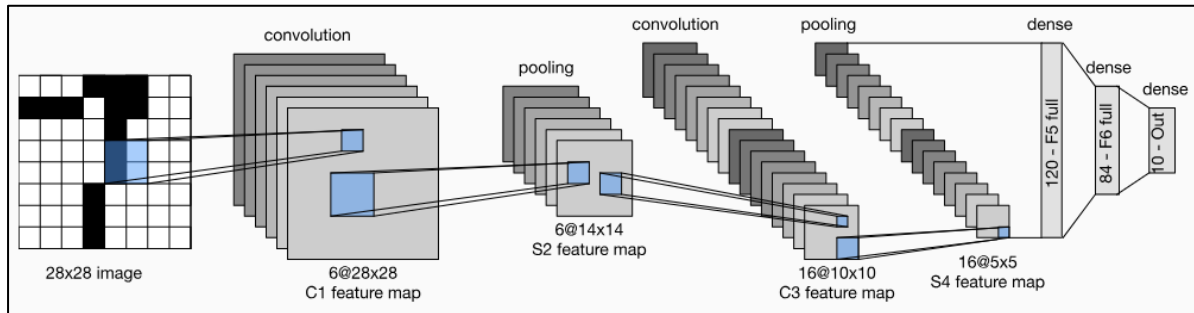 convolution
pooling
convolution
pooling
dense
dense
dense
28x28 image
6@28x28
C1 feature map
6@14x14
S2 feature map
16@10x10
C3 feature map
16@5x5
S4 feature map
120 - F5 full
84 - F6 full
10 - Out